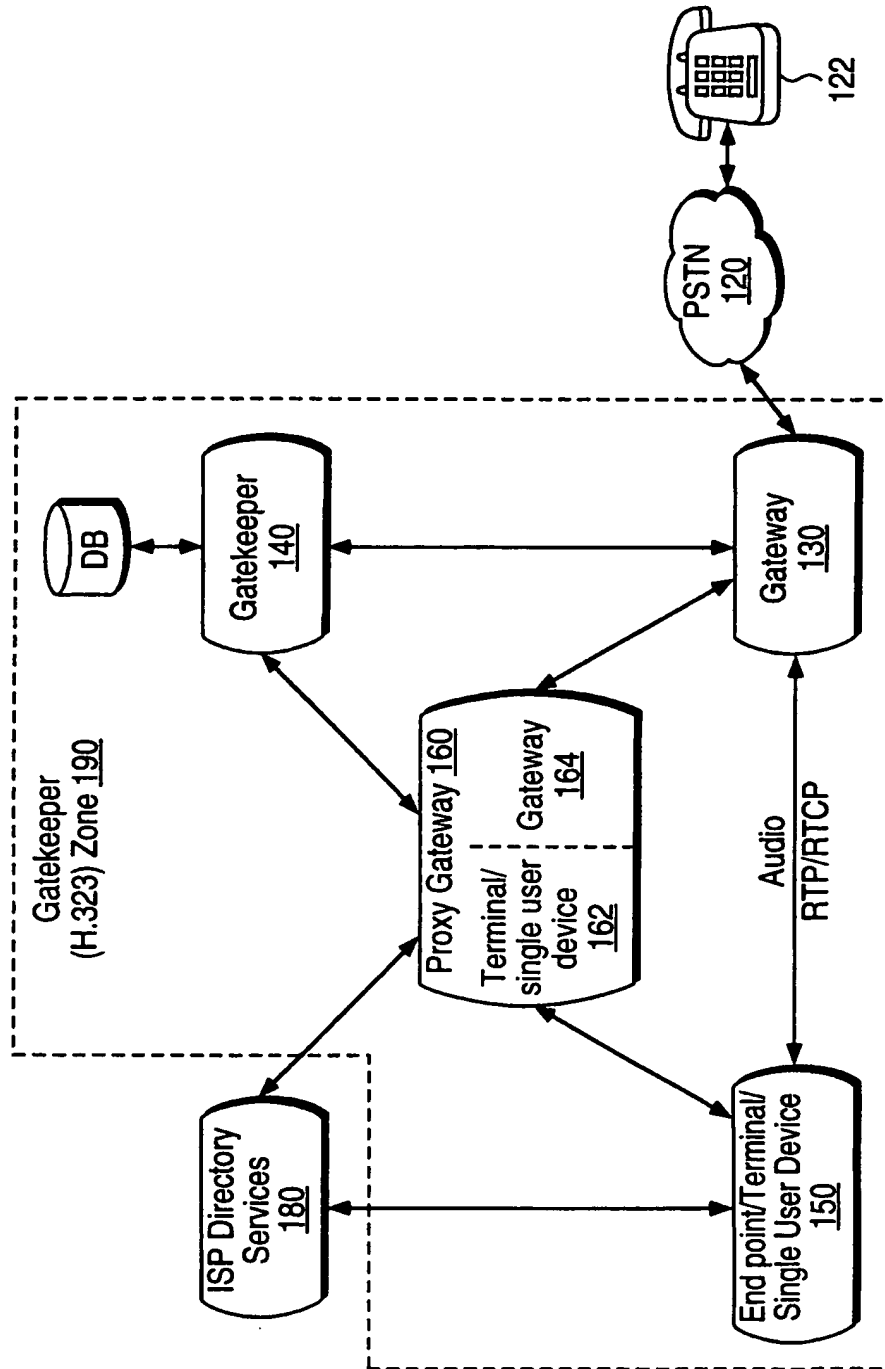 Gatekeeper
(H.323) Zone 190
DB
ISP Directory
Services
180
Gatekeeper
140
Proxy Gateway 160
Terminal/
single user
device
162
Gateway
164
PSTN
120
122
End point/Terminal/
Single User Device
150
Audio
RTP/RTCP
Gateway
130